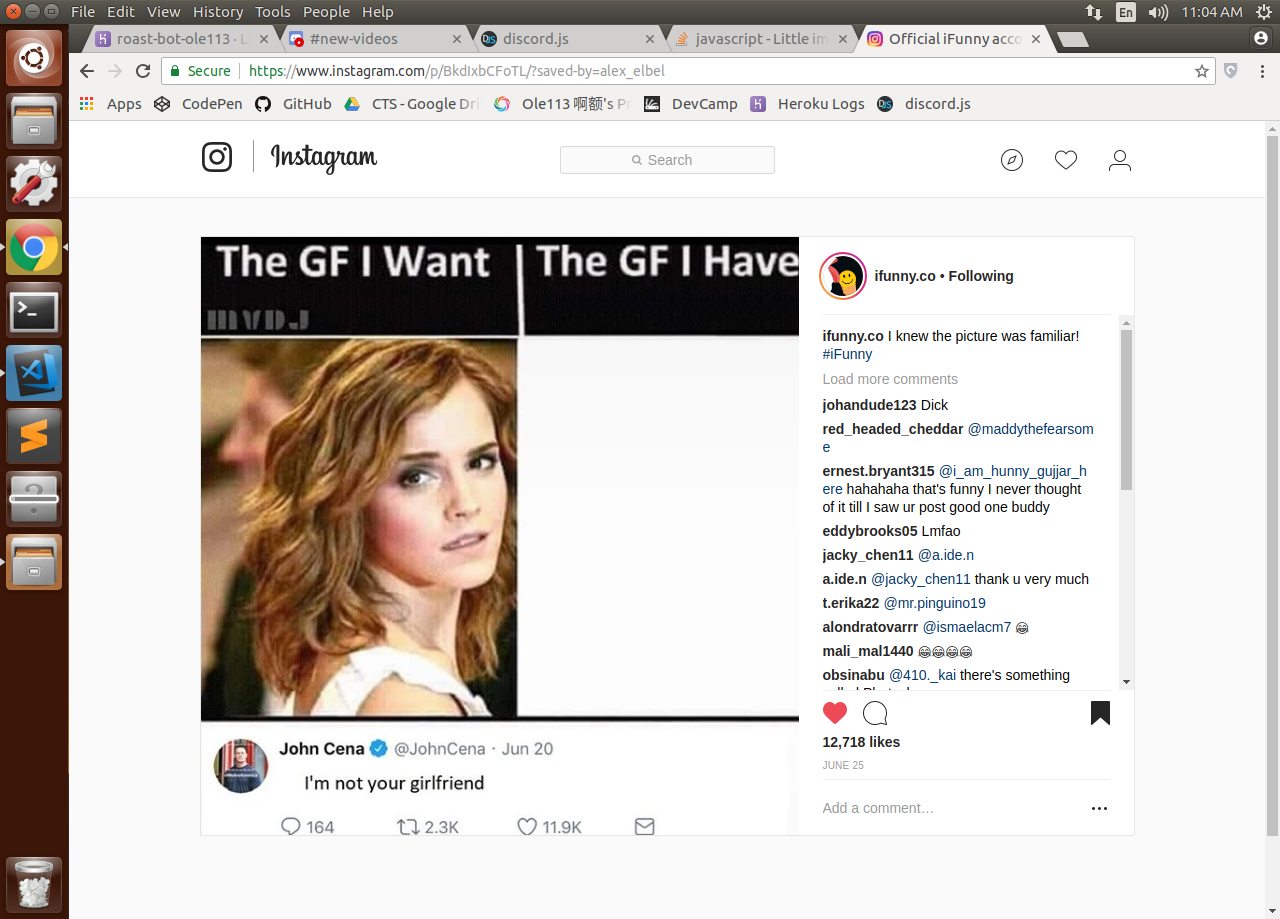 File Edit View History Tools People Help
En
11:04 AM
roast-bot-ole113 · L
#new-videos
discord.js
javascript - Little im
Official iFunny acco
Secure
https://www.instagram.com/p/BkdIxbCFoTL/?saved-by=alex_elbel
Apps
CodePen
GitHub
CTS - Google Dri
Ole113 啊额's Pr
DevCamp
Heroku Logs
discord.js
Instagram
Search
The GF I Want
The GF I Have
MVDJ
John Cena @JohnCena · Jun 20
I'm not your girlfriend
164
2.3K
11.9K
ifunny.co • Following
ifunny.co I knew the picture was familiar!
#iFunny
Load more comments
johandude123 Dick
red_headed_cheddar @maddythefearsom
e
ernest.bryant315 @i_am_hunny_gujjar_h
ere hahahaha that's funny I never thought
of it till I saw ur post good one buddy
eddybrooks05 Lmfao
jacky_chen11 @a.ide.n
a.ide.n @jacky_chen11 thank u very much
t.erika22 @mr.pinguino19
alondratovarrr @ismaelacm7 😂
mali_mal1440 😂😂😂😂
obsinabu @410._kai there's something
12,718 likes
JUNE 25
Add a comment…